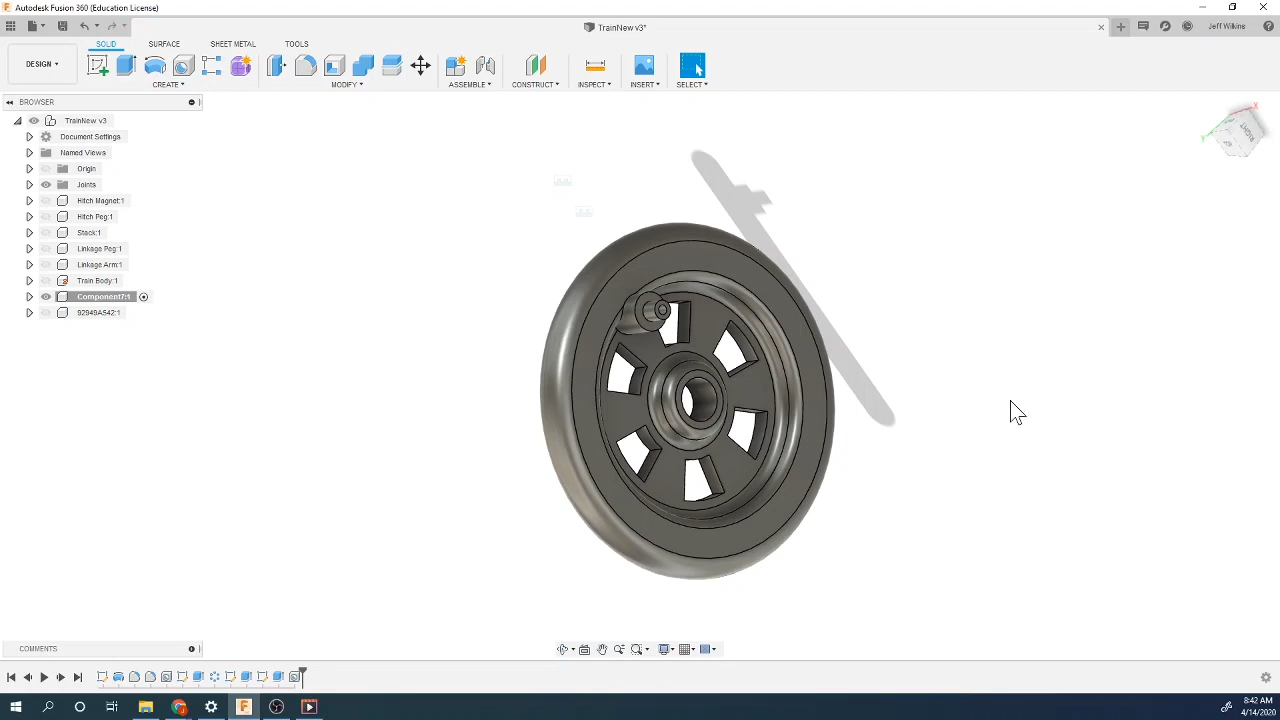 Autodesk Fusion 360 (Education License)
TrainNew v3*
Jeff Wilkins
SOLID
SURFACE
SHEET METAL
TOOLS
DESIGN
CREATE
MODIFY
ASSEMBLE
CONSTRUCT
INSPECT
INSERT
SELECT
BROWSER
TrainNew v3
Document Settings
Named Views
Origin
Joints
Hitch Magnet:1
Hitch Peg:1
Stack:1
Linkage Peg:1
Linkage Arm:1
Train Body:1
Component7:1
92949A542:1
X
Y
RIGHT
COMMENTS
8:42 AM
4/14/2020